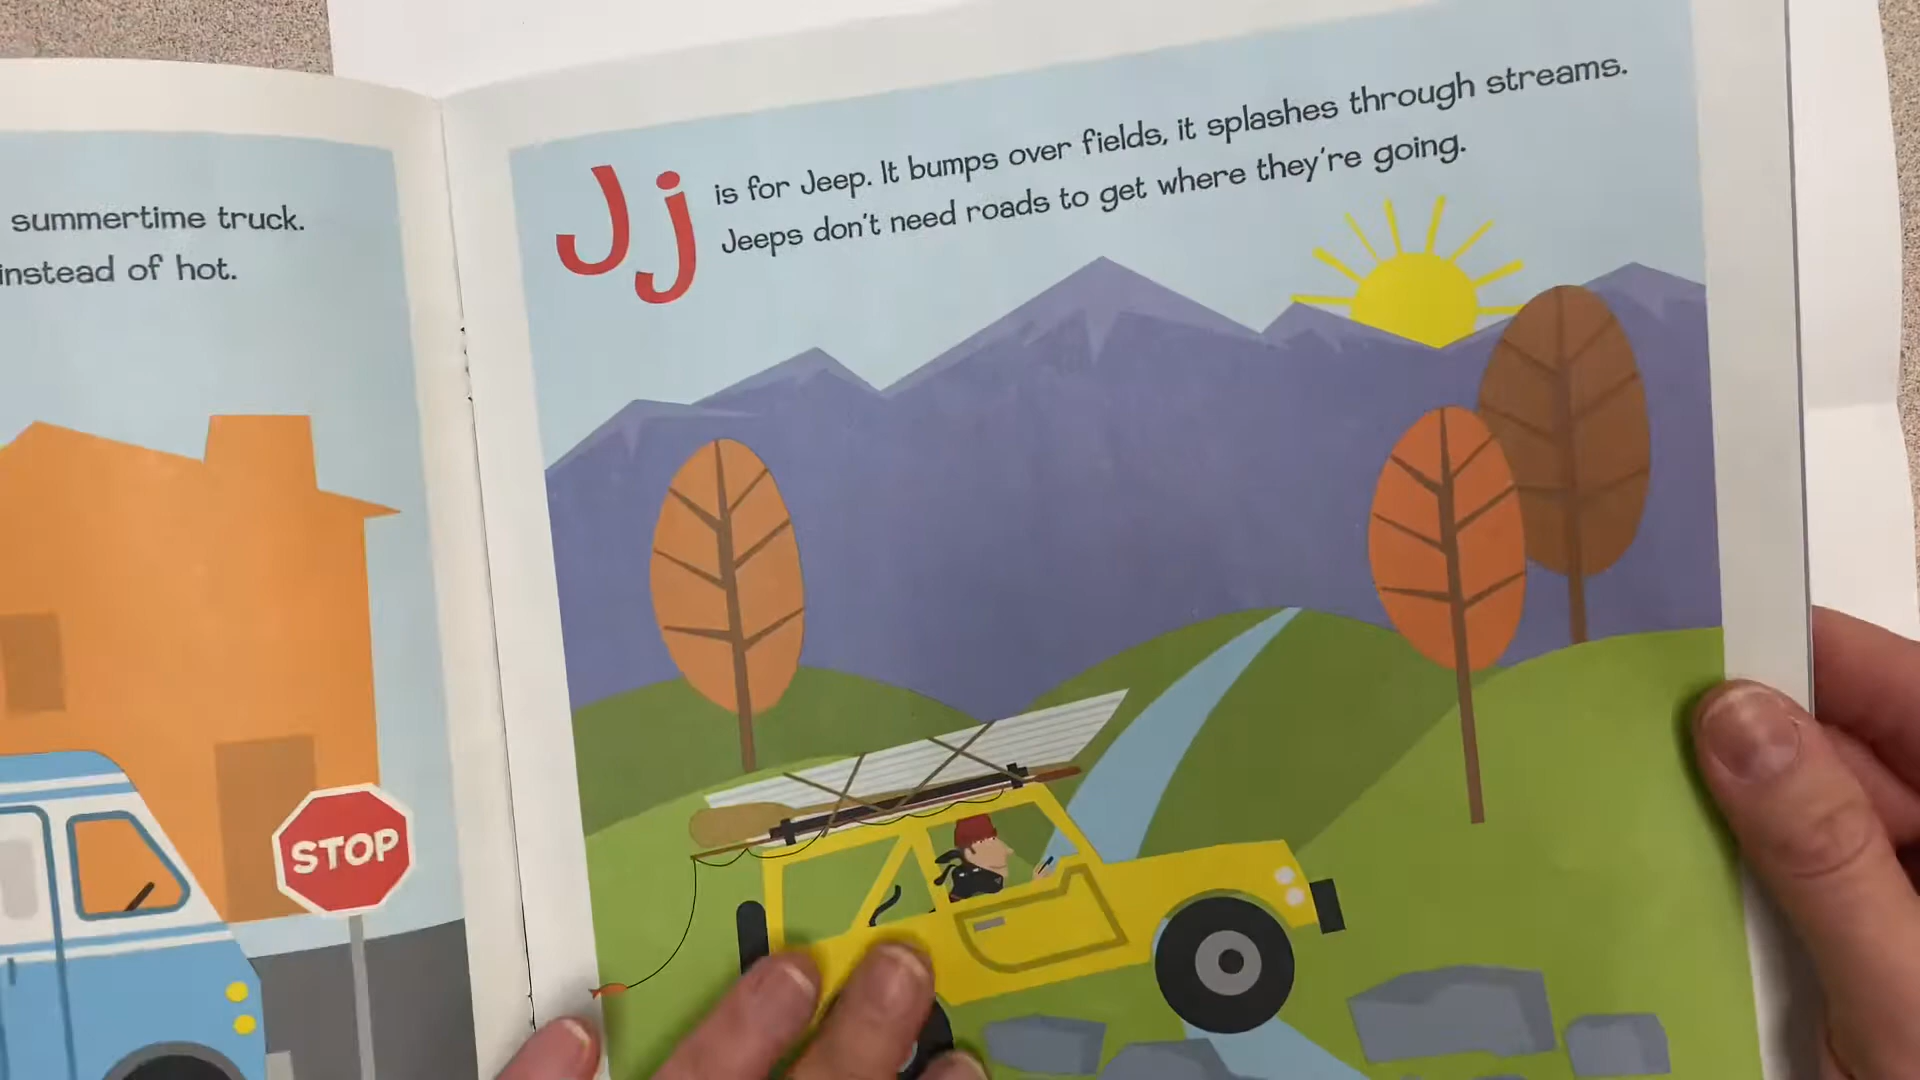 summertime truck.
instead of hot.
STOP
Jj is for Jeep. It bumps over fields, it splashes through streams.
Jeeps don't need roads to get where they're going.